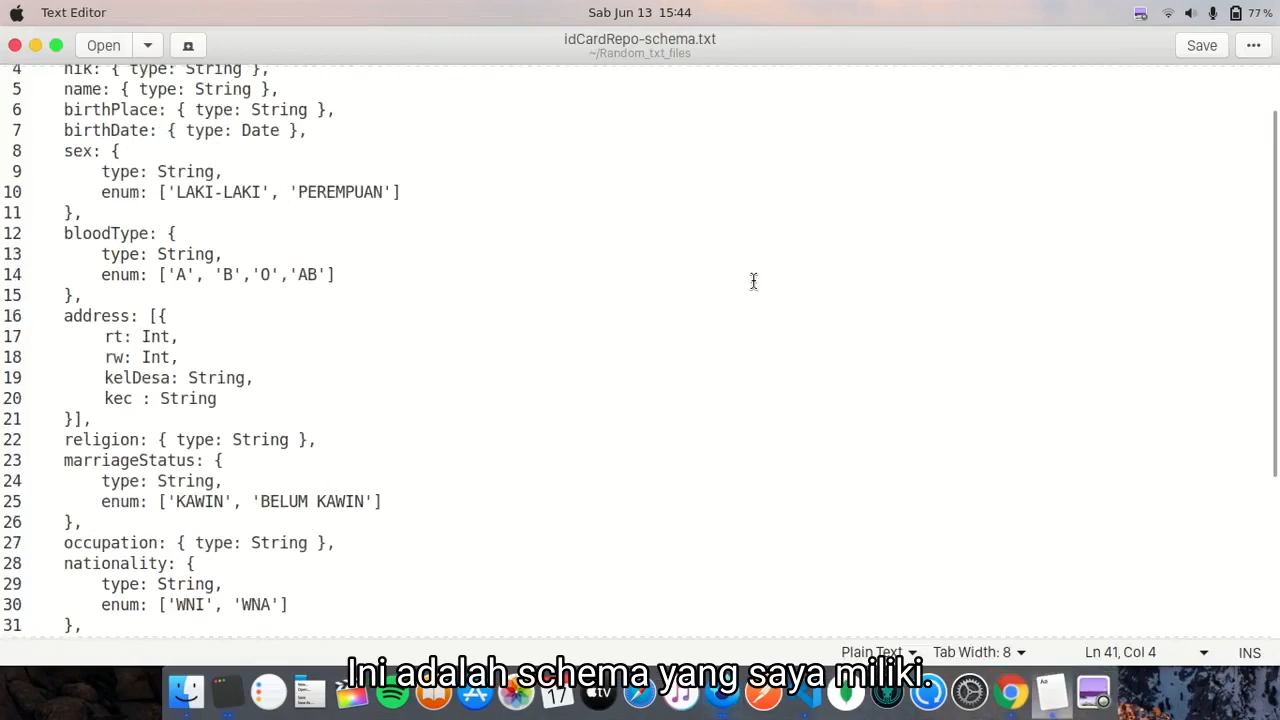 Text Editor
Sab Jun 13 15:44
77 %
Open
idCardRepo-schema.txt
~/Random_txt_files
Save
4 nik: { type: String },
5 name: { type: String },
6 birthPlace: { type: String },
7 birthDate: { type: Date },
8 sex: {
9 type: String,
10 enum: ['LAKI-LAKI', 'PEREMPUAN']
11 },
12 bloodType: {
13 type: String,
14 enum: ['A', 'B','O','AB']
15 },
16 address: [{
17 rt: Int,
18 rw: Int,
19 kelDesa: String,
20 kec : String
21 }],
22 religion: { type: String },
23 marriageStatus: {
24 type: String,
25 enum: ['KAWIN', 'BELUM KAWIN']
26 },
27 occupation: { type: String },
28 nationality: {
29 type: String,
30 enum: ['WNI', 'WNA']
31 },
Plain Text
Tab Width: 8
Ln 41, Col 4
INS
Ini adalah schema yang saya miliki.
17
tv